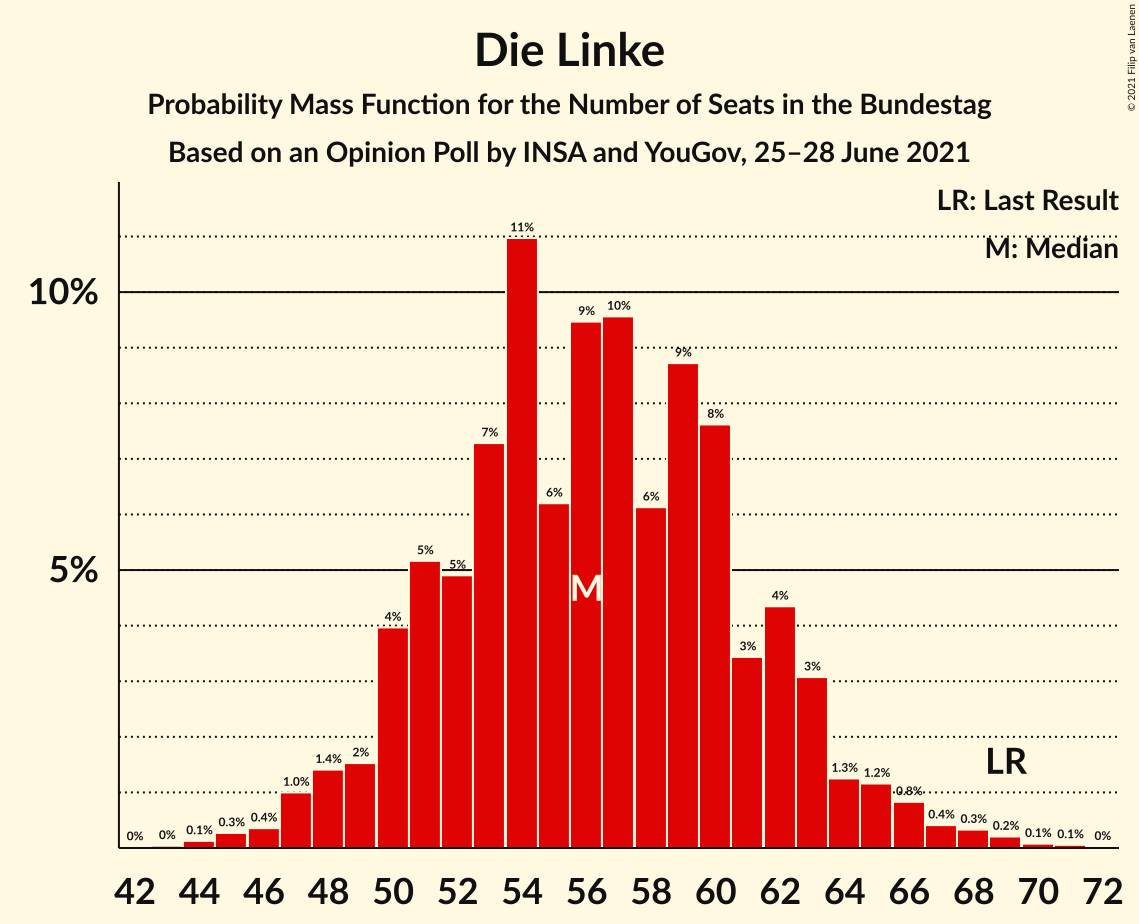 Die Linke
Probability Mass Function for the Number of Seats in the Bundestag
Based on an Opinion Poll by INSA and YouGov, 25–28 June 2021
© 2021 Filip van Laenen
LR: Last Result
M: Median
10%
5%
0% 0% 0.1% 0.3% 0.4% 1.0% 1.4% 2% 4% 5% 5% 7% 11% 6% 9% 10% 6% 9% 8% 3% 4% 3% 1.3% 1.2% 0.8% 0.4% 0.3% 0.2% 0.1% 0.1% 0%
M
LR
42 44 46 48 50 52 54 56 58 60 62 64 66 68 70 72